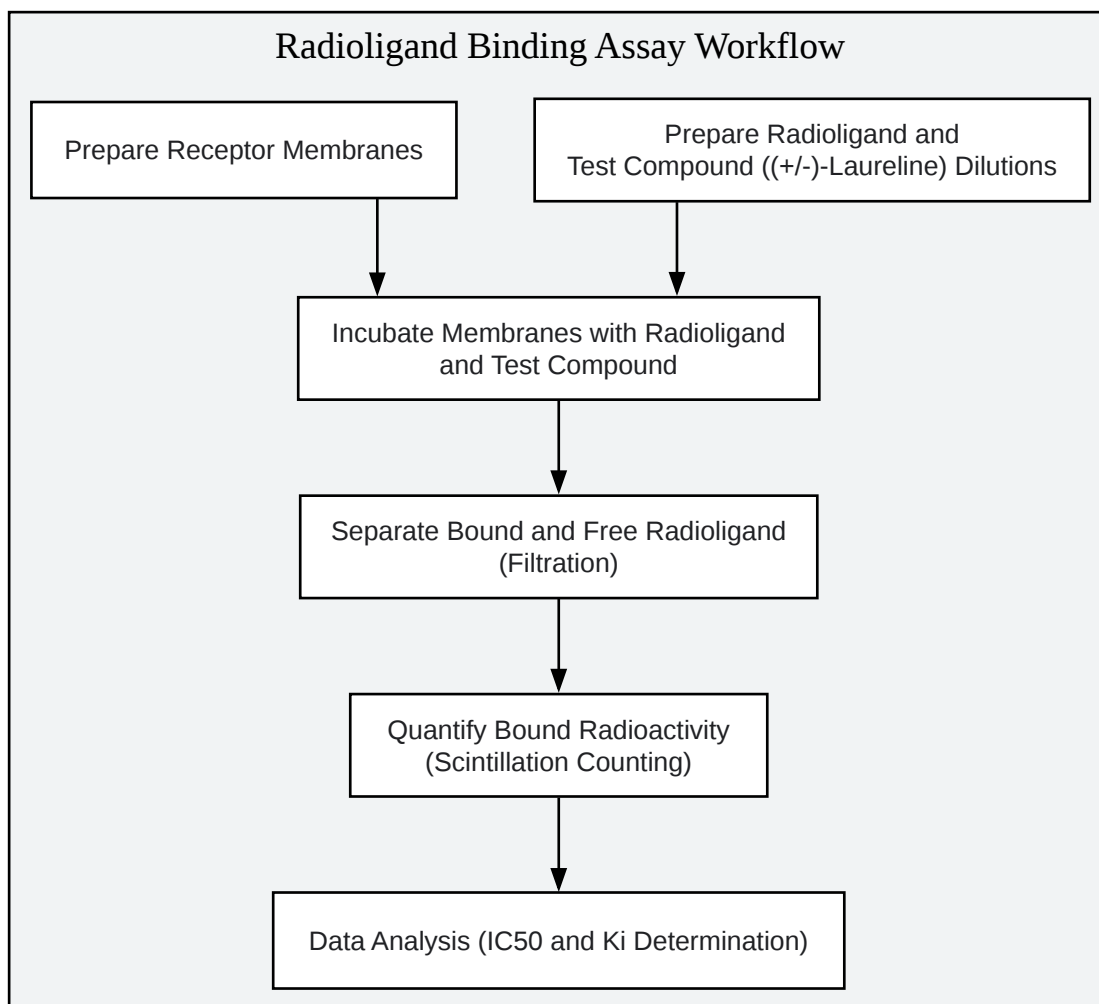 Radioligand Binding Assay Workflow
Prepare Receptor Membranes
Prepare Radioligand and
Test Compound ((+/-)-Laureline) Dilutions
Incubate Membranes with Radioligand
and Test Compound
Separate Bound and Free Radioligand
(Filtration)
Quantify Bound Radioactivity
(Scintillation Counting)
Data Analysis (IC50 and Ki Determination)